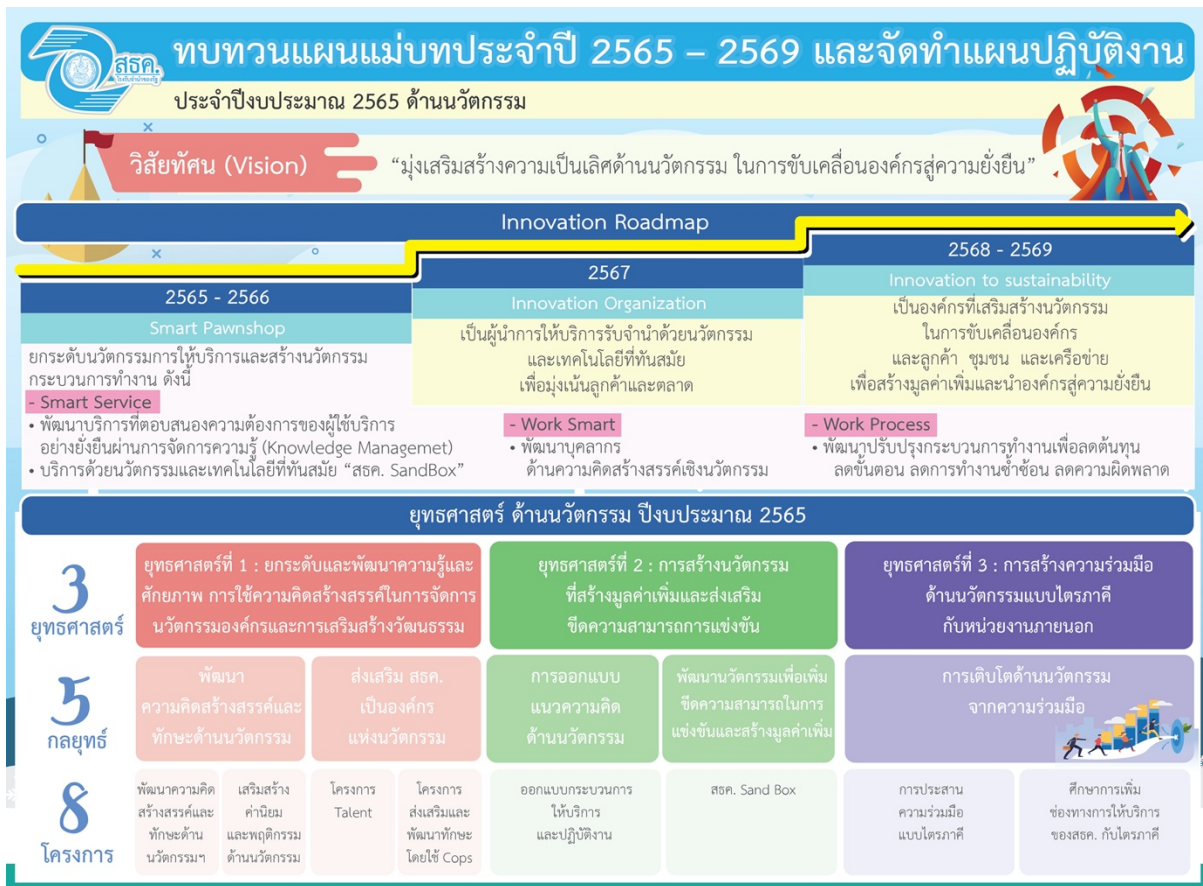 สธค.
โรงรับจำนำของรัฐ
ทบทวนแผนแม่บทประจำปี 2565 – 2569 และจัดทำแผนปฏิบัติงาน
ประจำปีงบประมาณ 2565 ด้านนวัตกรรม
วิสัยทัศน (Vision)
“มุ่งเสริมสร้างความเป็นเลิศด้านนวัตกรรม ในการขับเคลื่อนองค์กรสู่ความยั่งยืน”
Innovation Roadmap
2565 - 2566
Smart Pawnshop
ยกระดับนวัตกรรมการให้บริการและสร้างนวัตกรรม
กระบวนการทำงาน ดังนี้
- Smart Service
• พัฒนาบริการที่ตอบสนองความต้องการของผู้ใช้บริการ
อย่างยั่งยืนผ่านการจัดการความรู้ (Knowledge Managemet)
• บริการด้วยนวัตกรรมและเทคโนโลยีที่ทันสมัย “สธค. SandBox”
2567
Innovation Organization
เป็นผู้นำการให้บริการรับจำนำด้วยนวัตกรรม
และเทคโนโลยีที่ทันสมัย
เพื่อมุ่งเน้นลูกค้าและตลาด
- Work Smart
• พัฒนาบุคลากร
ด้านความคิดสร้างสรรค์เชิงนวัตกรรม
2568 - 2569
Innovation to sustainability
เป็นองค์กรที่เสริมสร้างนวัตกรรม
ในการขับเคลื่อนองค์กร
และลูกค้า ชุมชน และเครือข่าย
เพื่อสร้างมูลค่าเพิ่มและนำองค์กรสู่ความยั่งยืน
- Work Process
• พัฒนาปรับปรุงกระบวนการทำงานเพื่อลดต้นทุน
ลดขั้นตอน ลดการทำงานซ้ำซ้อน ลดความผิดพลาด
ยุทธศาสตร์ ด้านนวัตกรรม ปีงบประมาณ 2565
3
ยุทธศาสตร์
ยุทธศาสตร์ที่ 1 : ยกระดับและพัฒนาความรู้และ
ศักยภาพ การใช้ความคิดสร้างสรรค์ในการจัดการ
นวัตกรรมองค์กรและการเสริมสร้างวัฒนธรรม
ยุทธศาสตร์ที่ 2 : การสร้างนวัตกรรม
ที่สร้างมูลค่าเพิ่มและส่งเสริม
ขีดความสามารถการแข่งขัน
ยุทธศาสตร์ที่ 3 : การสร้างความร่วมมือ
ด้านนวัตกรรมแบบไตรภาคี
กับหน่วยงานภายนอก
5
กลยุทธ์
พัฒนา
ความคิดสร้างสรรค์และ
ทักษะด้านนวัตกรรม
ส่งเสริม สธค.
เป็นองค์กร
แห่งนวัตกรรม
การออกแบบ
แนวความคิด
ด้านนวัตกรรม
พัฒนานวัตกรรมเพื่อเพิ่ม
ขีดความสามารถในการ
แข่งขันและสร้างมูลค่าเพิ่ม
การเติบโตด้านนวัตกรรม
จากความร่วมมือ
8
โครงการ
พัฒนาความคิด
สร้างสรรค์และ
ทักษะด้าน
นวัตกรรมฯ
เสริมสร้าง
ค่านิยม
และพฤติกรรม
ด้านนวัตกรรม
โครงการ
Talent
โครงการ
ส่งเสริมและ
พัฒนาทักษะ
โดยใช้ Cops
ออกแบบกระบวนการ
ให้บริการ
และปฏิบัติงาน
สธค. Sand Box
การประสาน
ความร่วมมือ
แบบไตรภาคี
ศึกษาการเพิ่ม
ช่องทางการให้บริการ
ของสธค. กับไตรภาคี